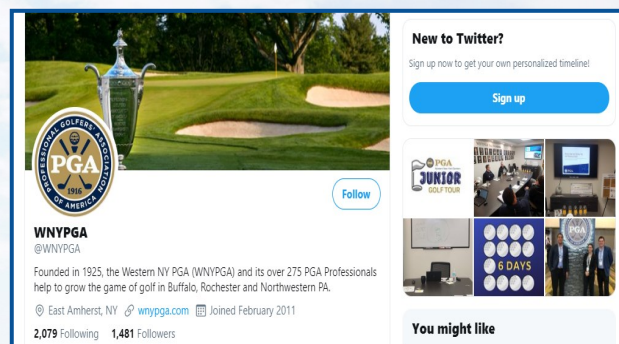 PROFESSIONAL GOLFERS' ASSOCIATION
PGA
1916
OF AMERICA
Follow
WNYPGA
@WNYPGA
Founded in 1925, the Western NY PGA (WNYPGA) and its over 275 PGA Professionals
help to grow the game of golf in Buffalo, Rochester and Northwestern PA.
East Amherst, NY wnypga.com Joined February 2011
2,079 Following 1,481 Followers
New to Twitter?
Sign up now to get your own personalized timeline!
Sign up
PGA
JUNIOR
GOLF TOUR
6 DAYS
PGA
You might like